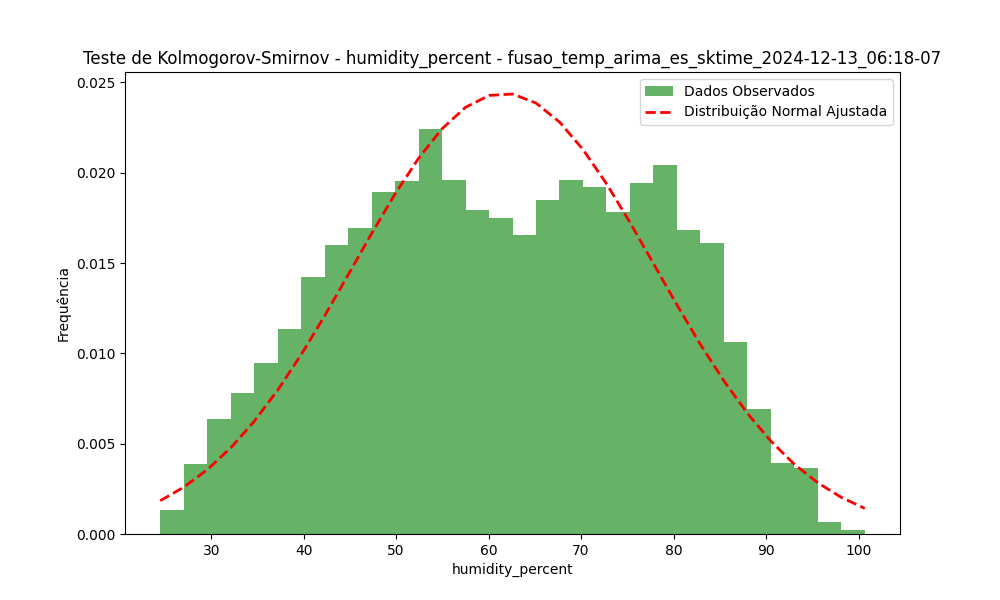 Teste de Kolmogorov-Smirnov - humidity_percent - fusao_temp_arima_es_sktime_2024-12-13_06:18-07
Dados Observados
Distribuição Normal Ajustada
0.025
0.020
0.015
0.010
0.005
0.000
Frequência
30 40 50 60 70 80 90 100
humidity_percent